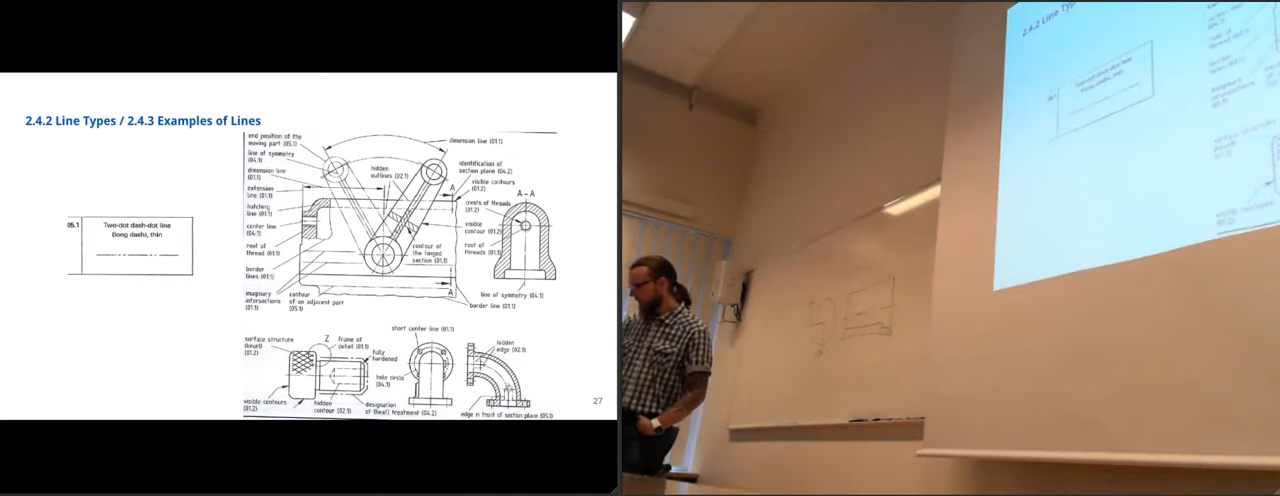 2.4.2 Line Types / 2.4.3 Examples of Lines
05.1
Two-dot dash-dot line
(long dash), thin
end position of the
moving part (05.1)
line of symmetry
(04.1)
dimension line
(01.1)
extension
line (01.1)
hatching
line (01.1)
center line
(04.1)
root of
thread (01.1)
border
lines (01.1)
imaginary
intersections
(01.1)
contour
of an adjacent part
(05.1)
hidden
outlines (02.1)
dimension line (01.1)
identification of
section plane (04.2)
visible contours
(01.2)
A
A - A
crests of threads
(01.2)
visible
contour (01.2)
root of
threads (01.1)
contour of
the hinged
section (01.1)
A
line of symmetry (04.1)
border line (01.1)
surface structure
(knurl)
(01.2)
Z
frame of
detail (01.1)
fully
hardened
visible contours
(01.2)
hidden
contour (02.1)
designation
of (heat) treatment (04.2)
short center line (01.1)
hole circle
(04.1)
hidden
edge (02.1)
edge in front of section plane (05.1)
27
2.4.2 Line Typ
Two-dot dash-dot line
(long dash), thin